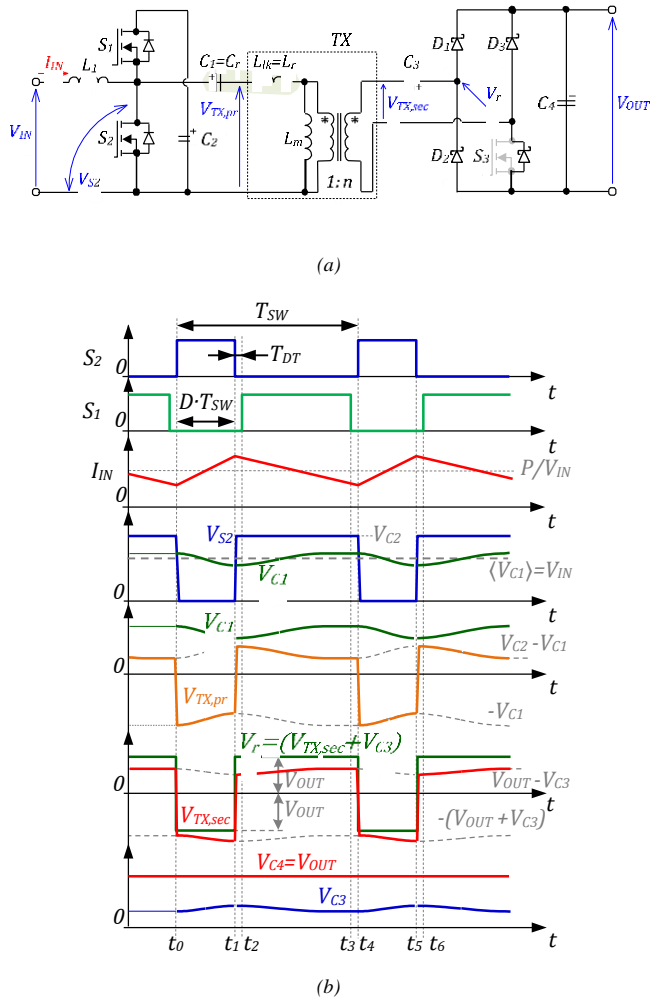 TX
S1
D1
D3
IIN
L1
C1=Cr
Llk=Lr
C3
Vr
VTX,pr
VTX,sec
C4
VOUT
VIN
S2
C2
Lm
D2
S3
VS2
1:n
(a)
TSW
S2
0
TDT
t
S1
0
D·TSW
t
IIN
0
P/VIN
t
VS2
VC2
VC1
⟨VC1⟩=VIN
0
t
VC1
VC2 -VC1
0
t
VTX,pr
-VC1
Vr=(VTX,sec+VC3)
VOUT
VOUT-VC3
0
t
VOUT
VTX,sec
-(VOUT+VC3)
VC4=VOUT
VC3
0
t0
t1
t2
t3
t4
t5
t6
t
(b)